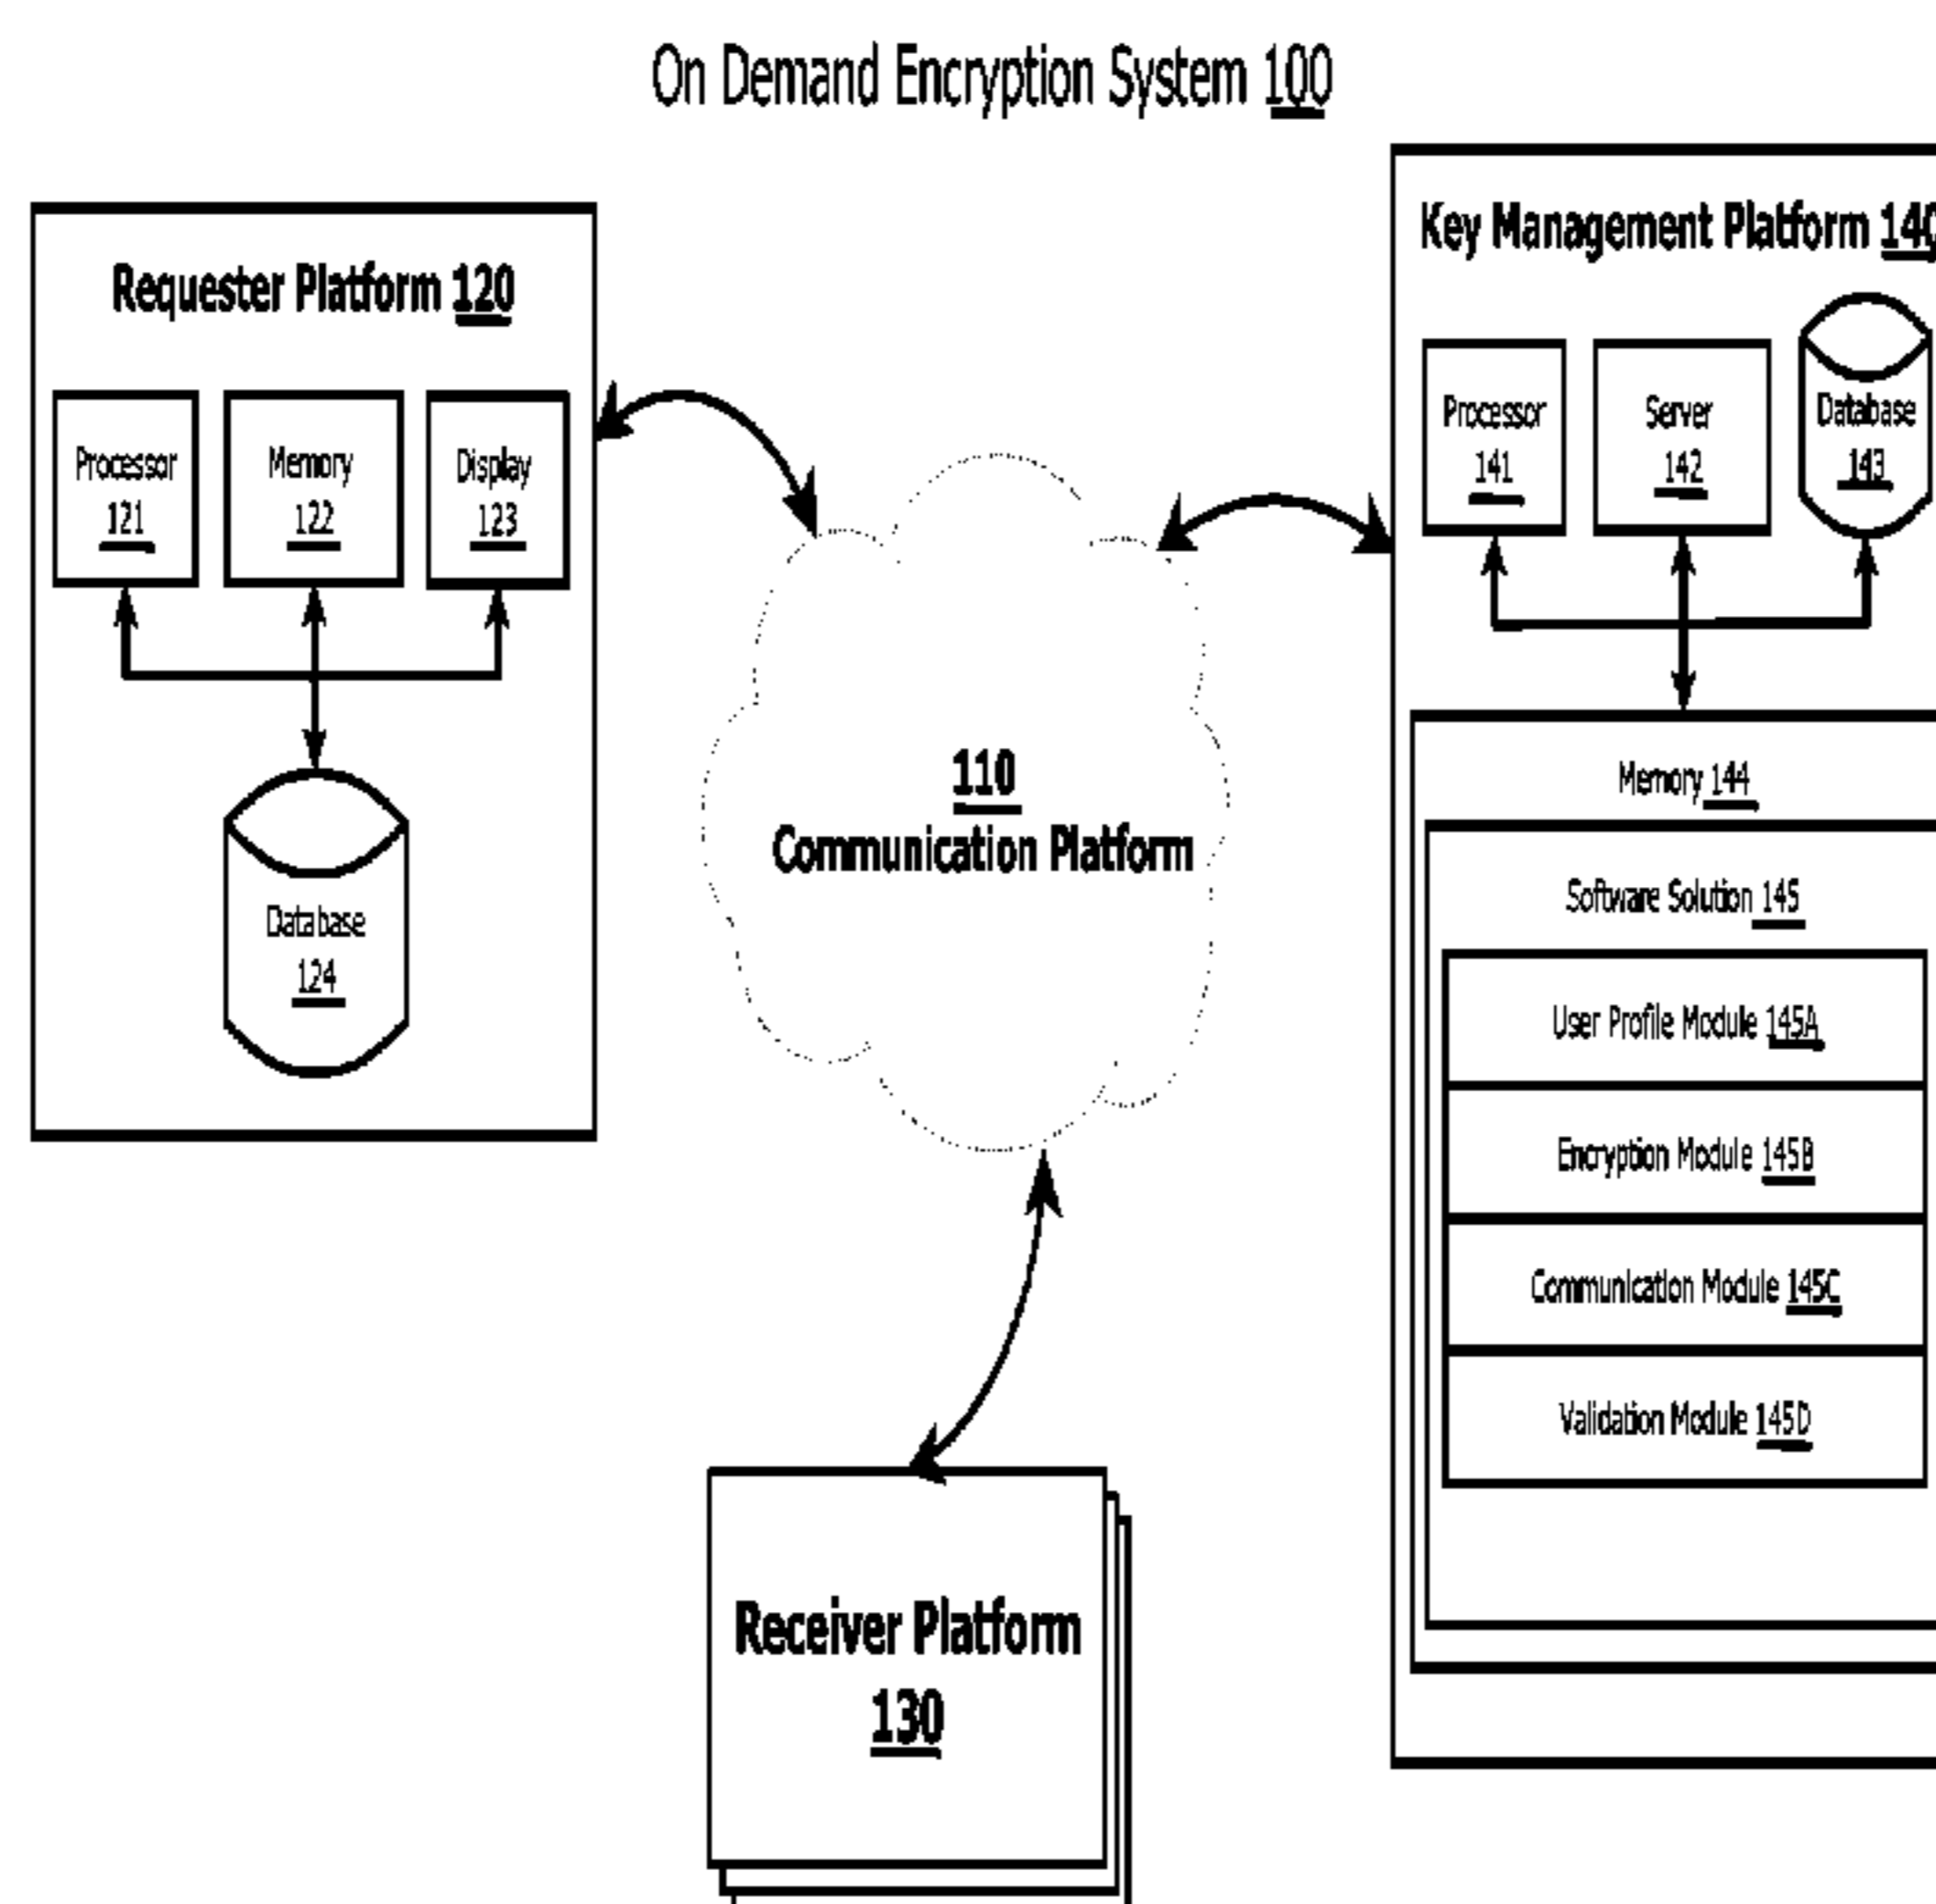 On Demand Encryption System 100
Requester Platform 120
Processor
121
Memory
122
Display
123
Database
124
110
Communication Platform
Receiver Platform
130
Key Management Platform 140
Processor
141
Server
142
Database
143
Memory 144
Software Solution 145
User Profile Module 145A
Encryption Module 145B
Communication Module 145C
Validation Module 145D